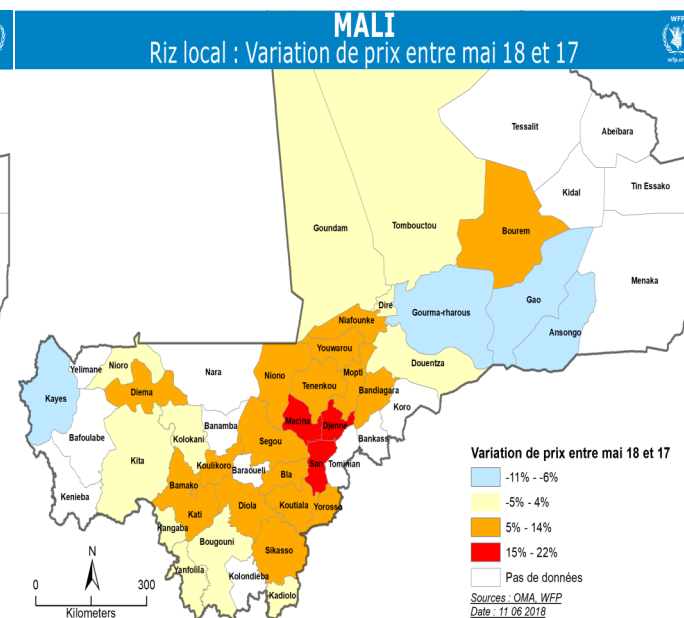 MALI
Riz local : Variation de prix entre mai 18 et 17
WFP
wfp.org
Tessalit
Abeibara
Kidal
Tin Essako
Goundam
Tombouctou
Bourem
Menaka
Diré
Gourma-rharous
Gao
Ansongo
Niafounke
Youwarou
Douentza
Yelimane
Nioro
Nara
Niono
Tenenkou
Mopti
Bandiagara
Kayes
Diema
Koro
Macina
Djenne
Banamba
Bankass
Bafoulabe
Kolokani
Segou
Kita
Koulikoro
Baraoueli
San
Tominian
Bla
Kenieba
Bamako
Kati
Diola
Koutiala
Yorosso
Kangaba
Bougouni
Sikasso
Yanfolila
Kolondieba
Kadiolo
Variation de prix entre mai 18 et 17
-11% - -6%
-5% - 4%
5% - 14%
15% - 22%
Pas de données
Sources : OMA, WFP
Date : 11 06 2018
N
0 300
Kilometers